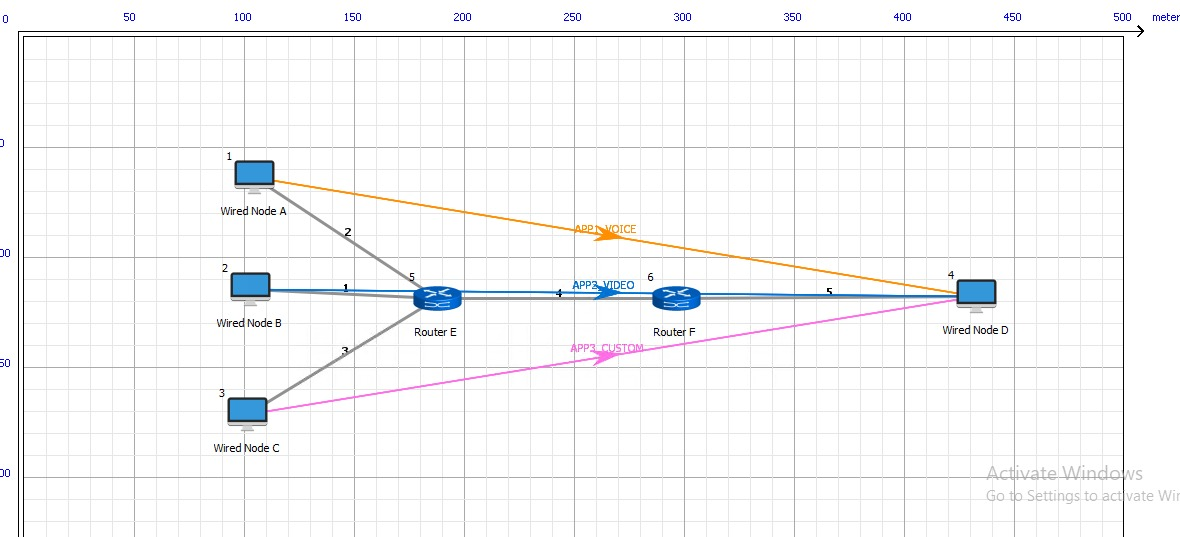 0 50 100 150 200 250 300 350 400 450 500 meter
0
1
Wired Node A
2
APP1_VOICE
00
2
1
Wired Node B
5
Router E
APP3_VIDEO
4
6
Router F
5
4
Wired Node D
3
APP3_CUSTOM
50
3
Wired Node C
00
Activate Windows
Go to Settings to activate Wi